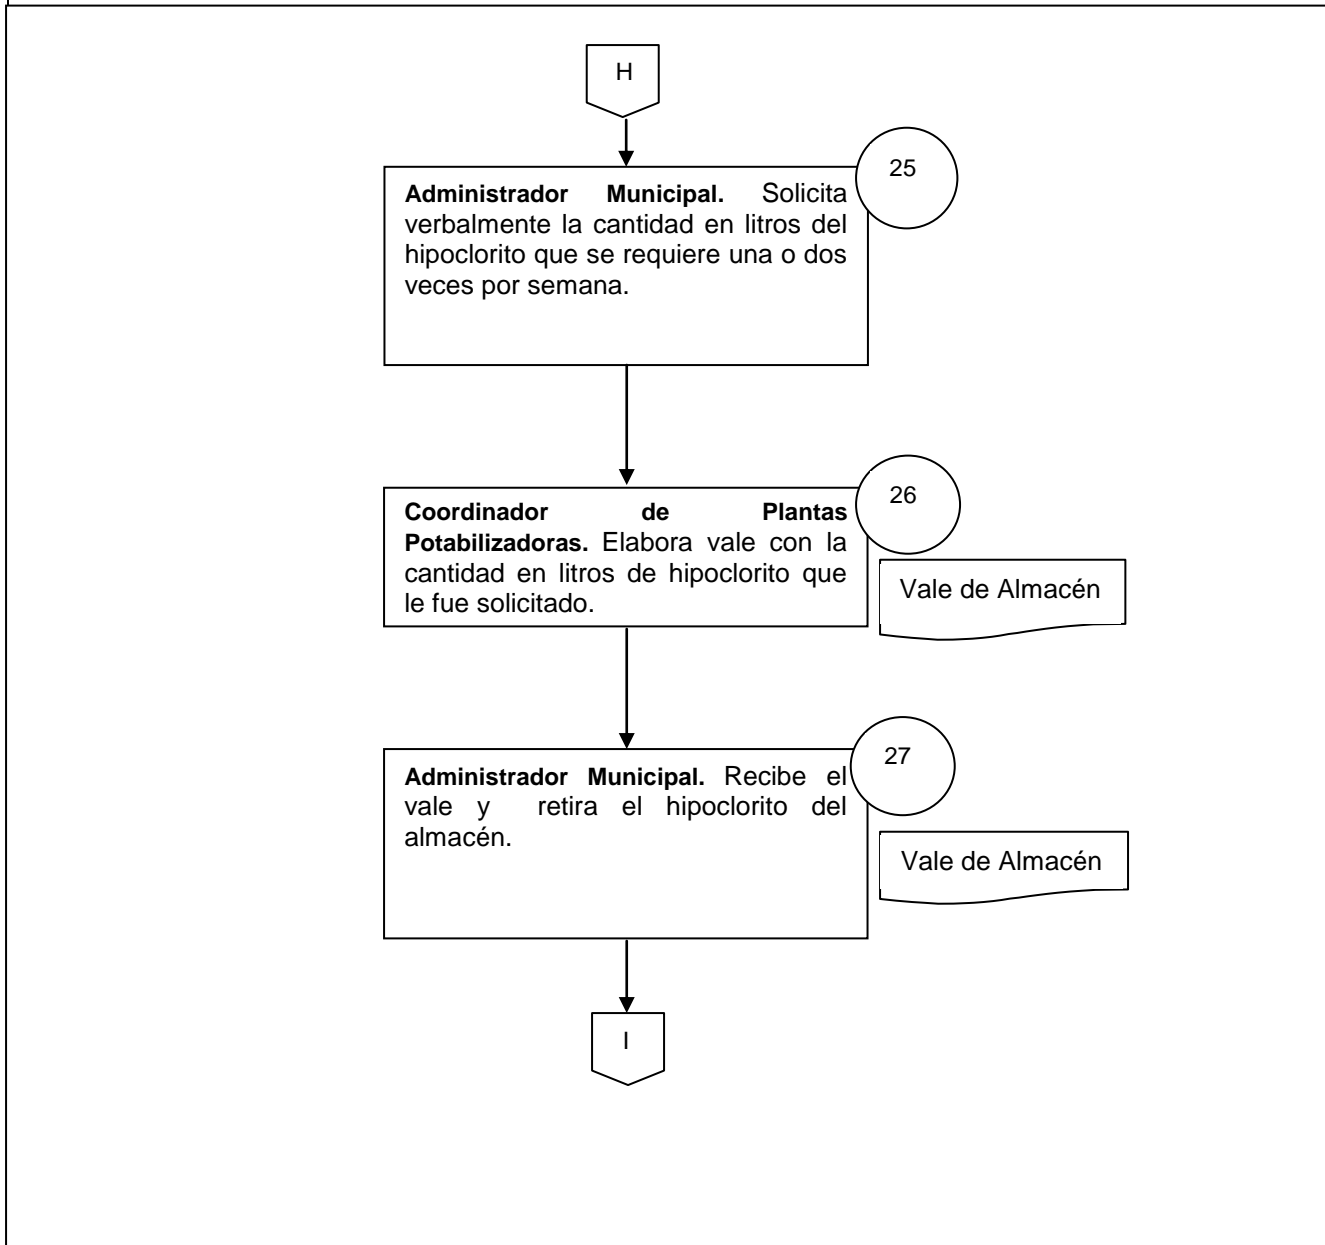 H
25
Administrador Municipal. Solicita
verbalmente la cantidad en litros del
hipoclorito que se requiere una o dos
veces por semana.
26
Coordinador de Plantas
Potabilizadoras. Elabora vale con la
cantidad en litros de hipoclorito que
le fue solicitado.
Vale de Almacén
27
Administrador Municipal. Recibe el
vale y retira el hipoclorito del
almacén.
Vale de Almacén
I